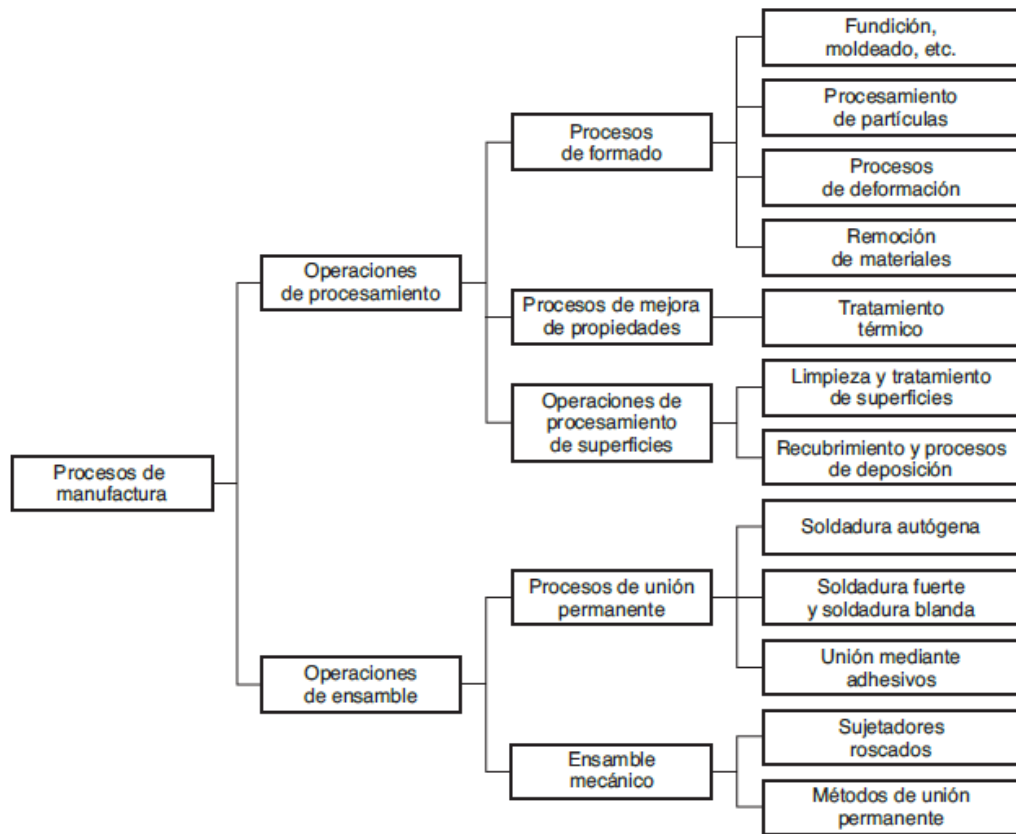 Fundición,
moldeado, etc.
Procesamiento
de partículas
Procesos
de formado
Procesos
de deformación
Remoción
de materiales
Operaciones
de procesamiento
Procesos de mejora
de propiedades
Tratamiento
térmico
Limpieza y tratamiento
de superficies
Operaciones de
procesamiento
de superficies
Recubrimiento y procesos
de deposición
Procesos de
manufactura
Soldadura autógena
Procesos de unión
permanente
Soldadura fuerte
y soldadura blanda
Operaciones
de ensamble
Unión mediante
adhesivos
Sujetadores
roscados
Ensamble
mecánico
Métodos de unión
permanente